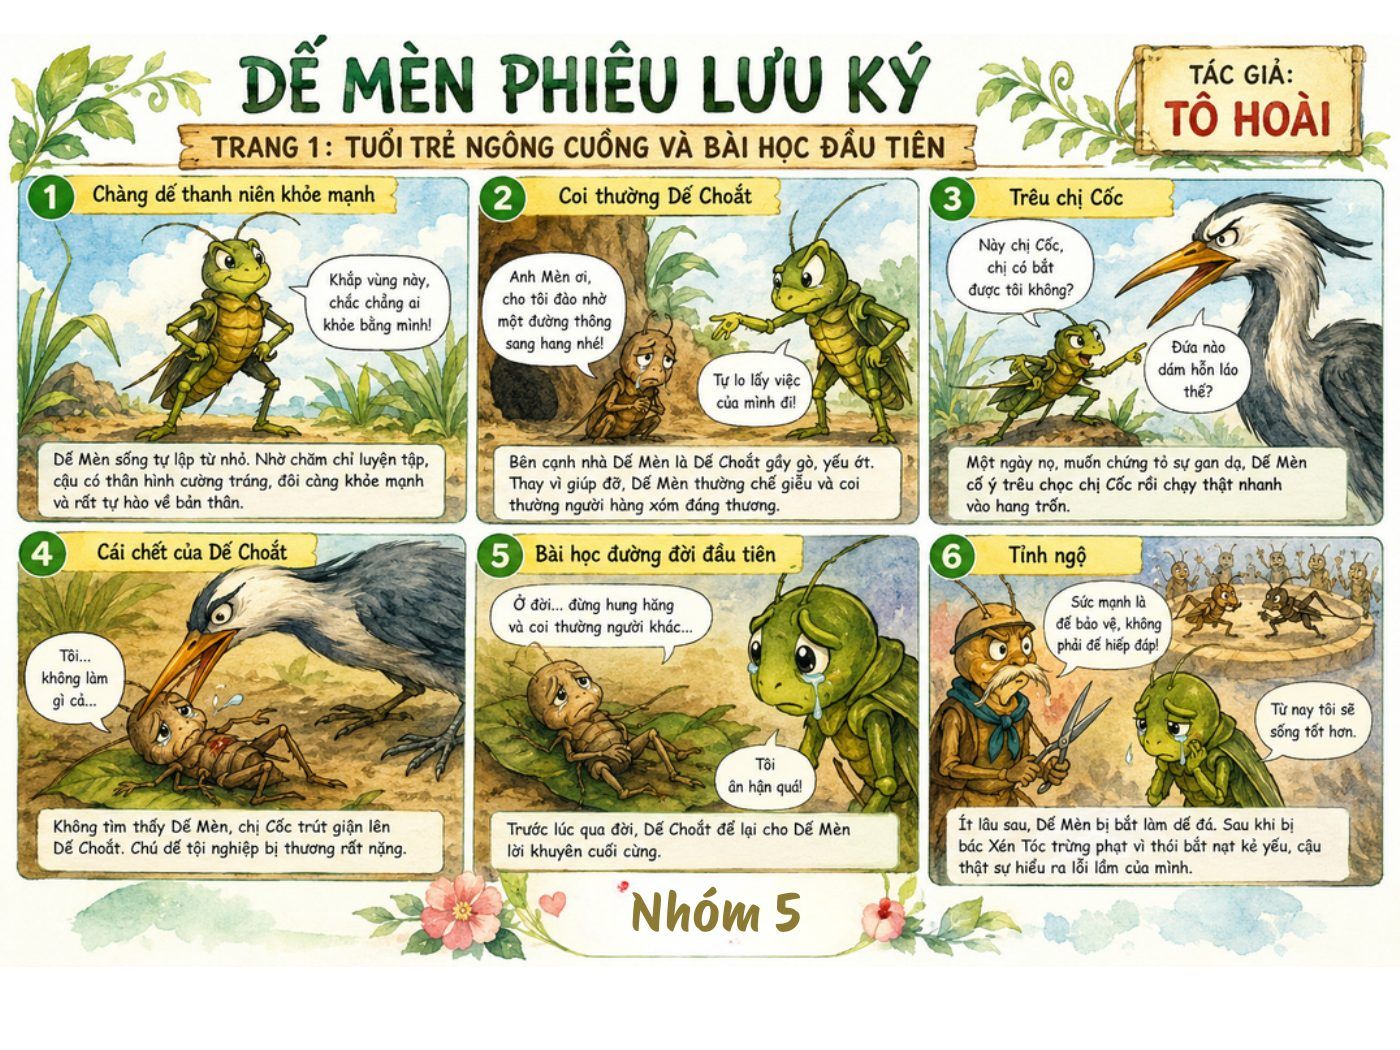 DẾ MÈN PHIÊU LƯU KÝ
TÁC GIẢ:
TÔ HOÀI
TRANG 1: TUỔI TRẺ NGÔNG CUỒNG VÀ BÀI HỌC ĐẦU TIÊN
1 Chàng dế thanh niên khỏe mạnh
Khắp vùng này,
chắc chẳng ai
khỏe bằng mình!
Dế Mèn sống tự lập từ nhỏ. Nhờ chăm chỉ luyện tập,
cậu có thân hình cường tráng, đôi càng khỏe mạnh
và rất tự hào về bản thân.
2 Coi thường Dế Choắt
Anh Mèn ơi,
cho tôi đào nhờ
một đường thông
sang hang nhé!
Tự lo lấy việc
của mình đi!
Bên cạnh nhà Dế Mèn là Dế Choắt gầy gò, yếu ớt.
Thay vì giúp đỡ, Dế Mèn thường chế giễu và coi
thường người hàng xóm đáng thương.
3 Trêu chị Cốc
Này chị Cốc,
chị có bắt
được tôi không?
Đứa nào
dám hỗn láo
thế?
Một ngày nọ, muốn chứng tỏ sự gan dạ, Dế Mèn
cố ý trêu chọc chị Cốc rồi chạy thật nhanh
vào hang trốn.
4 Cái chết của Dế Choắt
Tôi...
không làm
gì cả...
Không tìm thấy Dế Mèn, chị Cốc trút giận lên
Dế Choắt. Chú dế tội nghiệp bị thương rất nặng.
5 Bài học đường đời đầu tiên
Ở đời... đừng hung hăng
và coi thường người khác...
Tôi
ân hận quá!
Trước lúc qua đời, Dế Choắt để lại cho Dế Mèn
lời khuyên cuối cùng.
6 Tỉnh ngộ
Sức mạnh là
để bảo vệ, không
phải để hiếp đáp!
Từ nay tôi sẽ
sống tốt hơn.
Ít lâu sau, Dế Mèn bị bắt làm dế đá. Sau khi bị
bác Xén Tóc trừng phạt vì thói bắt nạt kẻ yếu, cậu
thật sự hiểu ra lỗi lầm của mình.
Nhóm 5